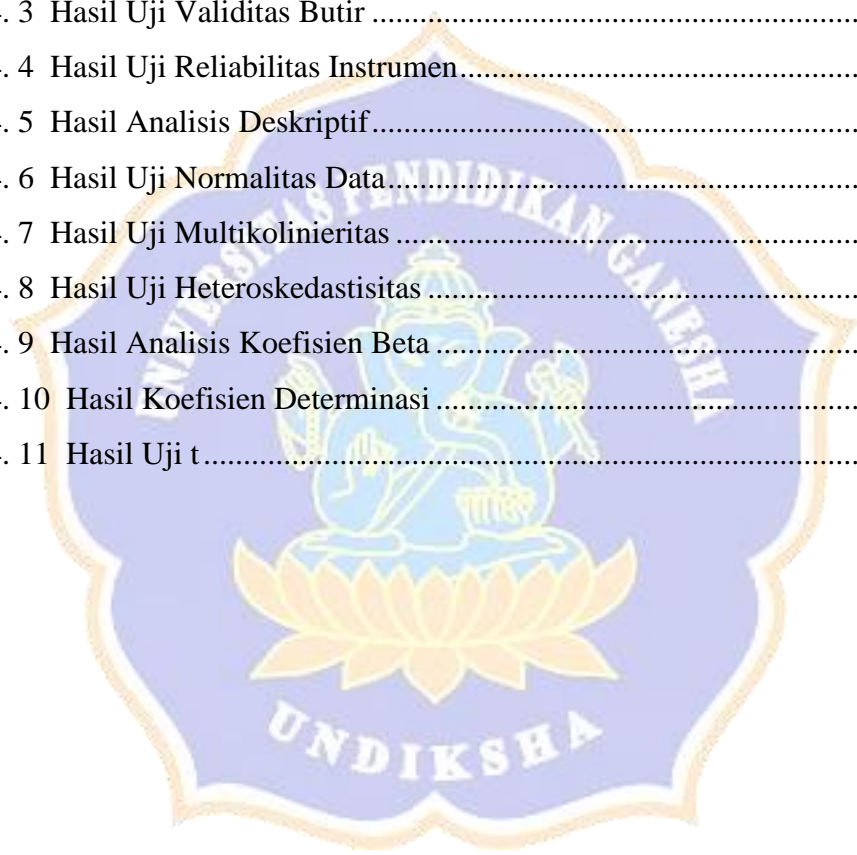 . 3 Hasil Uji Validitas Butir ............................................................
. 4 Hasil Uji Reliabilitas Instrumen .................................................
. 5 Hasil Analisis Deskriptif ............................................................
. 6 Hasil Uji Normalitas Data ..........................................................
. 7 Hasil Uji Multikolinieritas .........................................................
. 8 Hasil Uji Heteroskedastisitas .....................................................
. 9 Hasil Analisis Koefisien Beta ....................................................
. 10 Hasil Koefisien Determinasi ....................................................
. 11 Hasil Uji t .................................................................................
UNIVERSITAS PENDIDIKAN GANESHA
UNDIKSHA